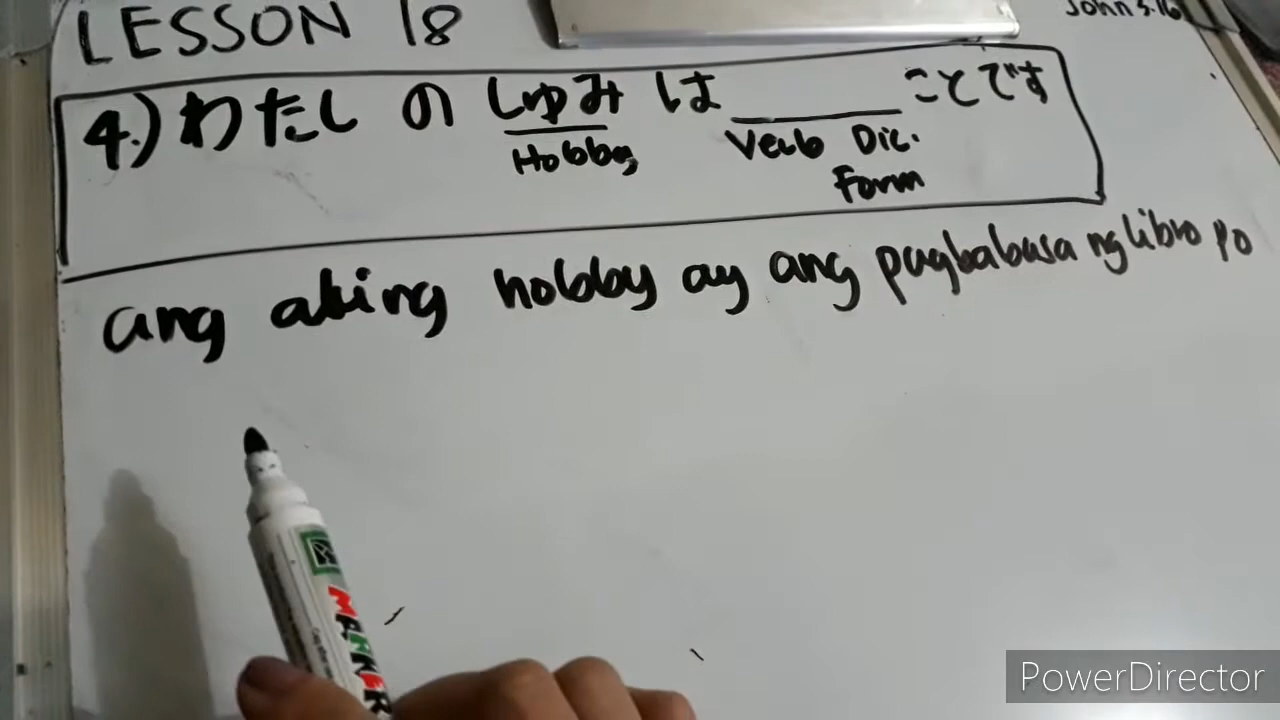 LESSON 18
John 3:16
4.) わたし の しゅみ は ______ ことです
Hobby Verb Dic.
Form
ang aking hobby ay ang pagbabasa ng libro po
MARKER
PowerDirector